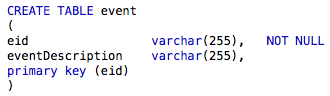 CREATE TABLE event
(
eid varchar(255), NOT NULL
eventDescription varchar(255),
primary key (eid)
)